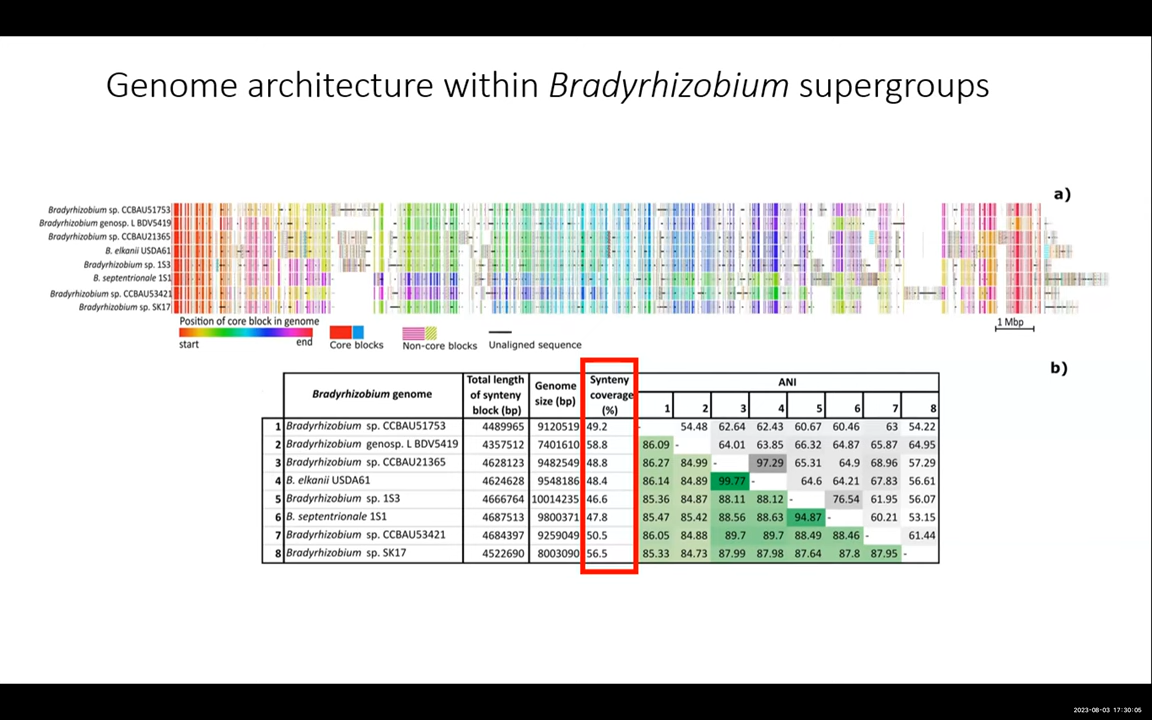 Genome architecture within Bradyrhizobium supergroups
a)
Bradyrhizobium sp. CCBAU51753
Bradyrhizobium genosp. L BDV5419
Bradyrhizobium sp. CCBAU21365
B. elkanii USDA61
Bradyrhizobium sp. 1S3
B. septentrionale 1S1
Bradyrhizobium sp. CCBAU53421
Bradyrhizobium sp. SK17
Position of core block in genome
start end
Core blocks
Non-core blocks
Unaligned sequence
1 Mbp
b)
Bradyrhizobium genome Total length of synteny block (bp) Genome size (bp) Synteny coverage (%) ANI
1 2 3 4 5 6 7 8
1 Bradyrhizobium sp. CCBAU51753 4489965 9120519 49.2 - 54.48 62.64 62.43 60.67 60.46 63 54.22
2 Bradyrhizobium genosp. L BDV5419 4357512 7401610 58.8 86.09 - 64.01 63.85 66.32 64.87 65.87 64.95
3 Bradyrhizobium sp. CCBAU21365 4628123 9482549 48.8 86.27 84.99 - 97.29 65.31 64.9 68.96 57.29
4 B. elkanii USDA61 4624628 9548186 48.4 86.14 84.89 99.77 - 64.6 64.21 67.83 56.61
5 Bradyrhizobium sp. 1S3 4666764 10014235 46.6 85.36 84.87 88.11 88.12 - 76.54 61.95 56.07
6 B. septentrionale 1S1 4687513 9800371 47.8 85.47 85.42 88.56 88.63 94.87 - 60.21 53.15
7 Bradyrhizobium sp. CCBAU53421 4684397 9259049 50.5 86.05 84.88 89.7 89.7 88.49 88.46 - 61.44
8 Bradyrhizobium sp. SK17 4522690 8003090 56.5 85.33 84.73 87.99 87.98 87.64 87.8 87.95 -
2023-08-03 17:30:05